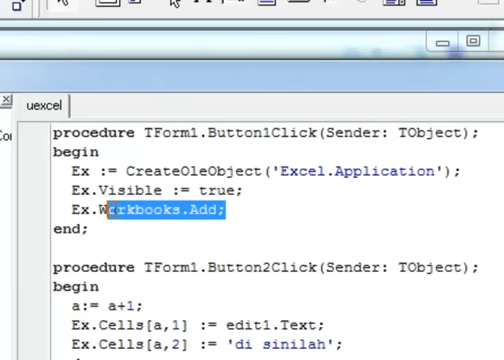 uexcel
procedure TForm1.Button1Click(Sender: TObject);
begin
Ex := CreateOleObject('Excel.Application');
Ex.Visible := true;
Ex.Workbooks.Add;
end;
procedure TForm1.Button2Click(Sender: TObject);
begin
a:= a+1;
Ex.Cells[a,1] := edit1.Text;
Ex.Cells[a,2] := 'di sinilah';